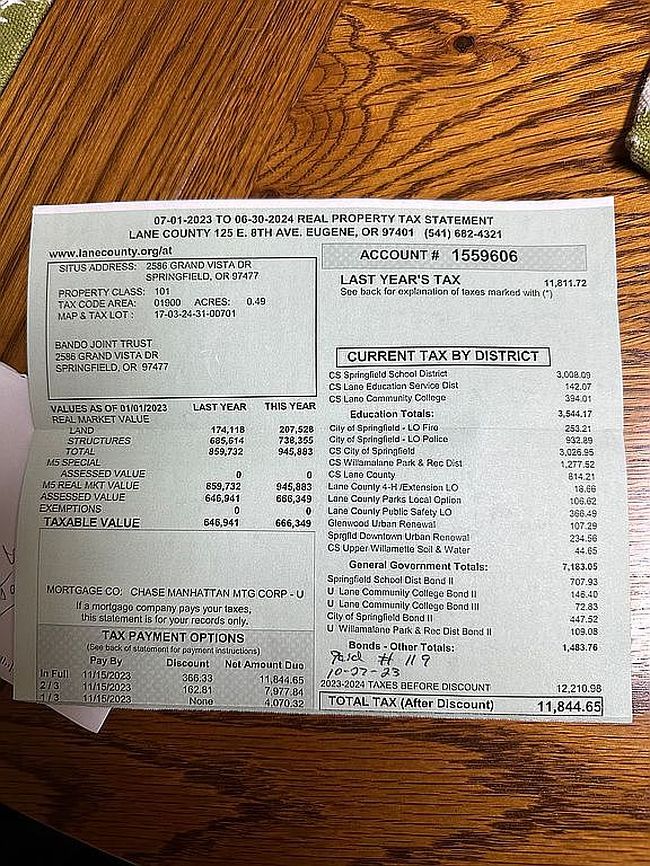 07-01-2023 TO 06-30-2024 REAL PROPERTY TAX STATEMENT
LANE COUNTY 125 E. 8TH AVE. EUGENE, OR 97401 (541) 682-4321
www.lanecounty.org/at
SITUS ADDRESS: 2586 GRAND VISTA DR
SPRINGFIELD, OR 97477
PROPERTY CLASS: 101
TAX CODE AREA: 01900 ACRES: 0.49
MAP & TAX LOT : 17-03-24-31-00701
BANDO JOINT TRUST
2586 GRAND VISTA DR
SPRINGFIELD, OR 97477
VALUES AS OF 01/01/2023 LAST YEAR THIS YEAR
REAL MARKET VALUE
LAND 174,118 207,528
STRUCTURES 685,614 738,355
TOTAL 859,732 945,883
M5 SPECIAL
ASSESSED VALUE 0 0
M5 REAL MKT VALUE 859,732 945,883
ASSESSED VALUE 646,941 666,349
EXEMPTIONS 0 0
TAXABLE VALUE 646,941 666,349
MORTGAGE CO: CHASE MANHATTAN MTG CORP - U
If a mortgage company pays your taxes,
this statement is for your records only.
TAX PAYMENT OPTIONS
(See back of statement for payment instructions)
Pay By Discount Net Amount Due
In Full 11/15/2023 366.33 11,844.65
2/3 11/15/2023 162.81 7,977.84
1/3 11/15/2023 None 4,070.32
ACCOUNT # 1559606
LAST YEAR'S TAX 11,811.72
See back for explanation of taxes marked with (*)
CURRENT TAX BY DISTRICT
CS Springfield School District 3,008.09
CS Lane Education Service Dist 142.07
CS Lane Community College 394.01
Education Totals: 3,544.17
City of Springfield - LO Fire 253.21
City of Springfield - LO Police 932.89
CS City of Springfield 3,026.95
CS Willamalane Park & Rec Dist 1,277.52
CS Lane County 814.21
Lane County 4-H /Extension LO 18.66
Lane County Parks Local Option 106.62
Lane County Public Safety LO 366.49
Glenwood Urban Renewal 107.29
Sprgfld Downtown Urban Renewal 234.56
CS Upper Willamette Soil & Water 44.65
General Government Totals: 7,183.05
Springfield School Dist Bond II 707.93
U Lane Community College Bond II 146.40
U Lane Community College Bond III 72.83
City of Springfield Bond II 447.52
U Willamalane Park & Rec Dist Bond II 109.08
Bonds - Other Totals: 1,483.76
Paid # 119
10-27-23
2023-2024 TAXES BEFORE DISCOUNT 12,210.98
TOTAL TAX (After Discount) 11,844.65